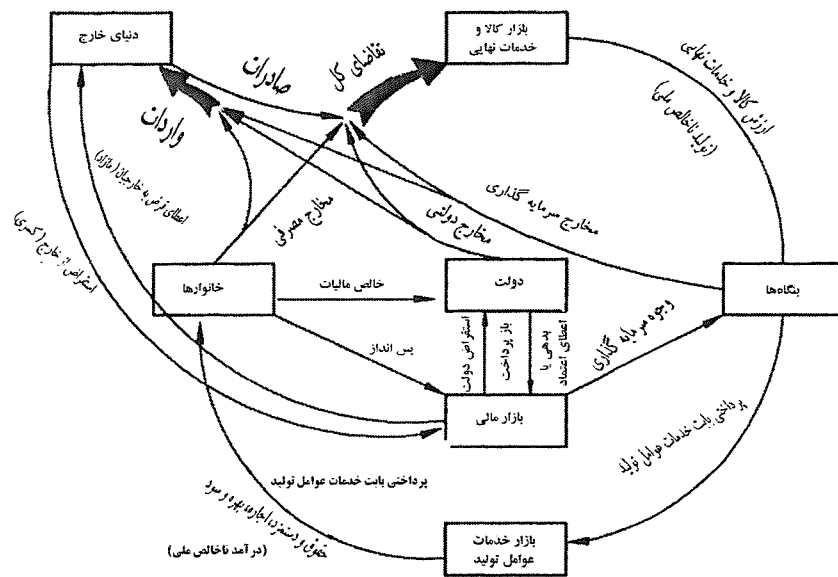 دنیای خارج
بازار کالا و
خدمات نهایی
تقاضای کل
صادرات
واردات
ارزش کالا و خدمات نهایی
(تولید ناخالص ملی)
اعطای قرض به خارجیان (مازاد)
استقراض از خارج (کسری)
مخارج مصرفی
مخارج دولتی
مخارج سرمایه گذاری
خانوارها
خالص مالیات
دولت
بنگاه‌ها
پس انداز
استقراض دولت
باز پرداخت
بدهی یا
اعطای اعتماد
وجوه سرمایه گذاری
بازار مالی
پرداختی بابت خدمات عوامل تولید
پرداختی بابت خدمات عوامل تولید
حقوق و دستمزد، اجاره، بهره و سود
(درآمد ناخالص ملی)
بازار خدمات
عوامل تولید